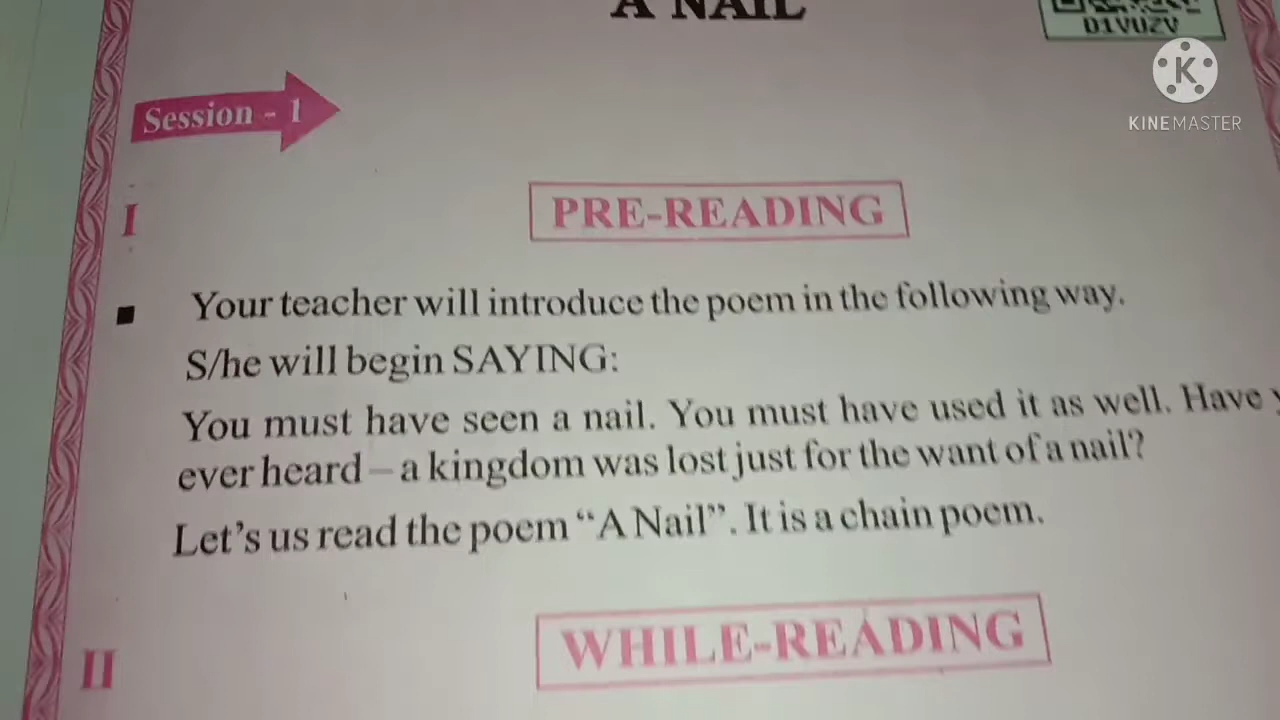 A NAIL
D1VUZV
KINEMASTER
Session - 1
I
PRE-READING
■ Your teacher will introduce the poem in the following way.
S/he will begin SAYING:
You must have seen a nail. You must have used it as well. Have
ever heard – a kingdom was lost just for the want of a nail?
Let's us read the poem “A Nail”. It is a chain poem.
II
WHILE-READING